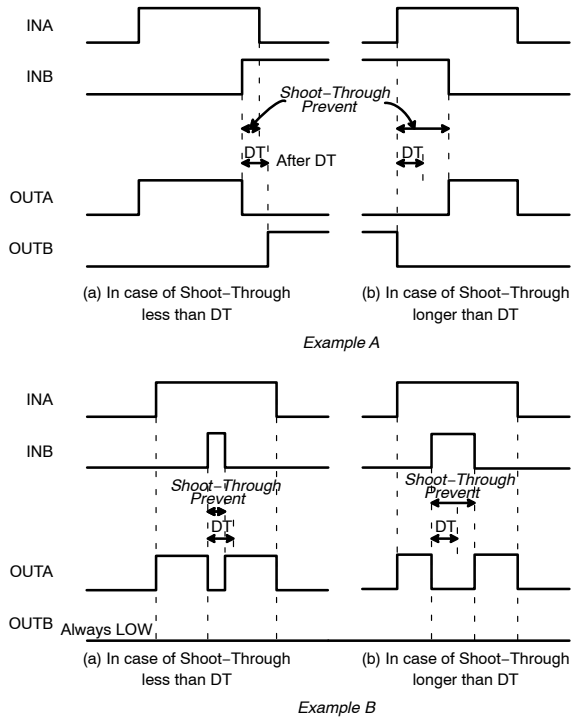 INA
INB
Shoot−Through
Prevent
DT
After DT
DT
OUTA
OUTB
(a) In case of Shoot−Through
less than DT
(b) In case of Shoot−Through
longer than DT
Example A
INA
INB
Shoot−Through
Prevent
DT
Shoot−Through
Prevent
DT
OUTA
OUTB
Always LOW
(a) In case of Shoot−Through
less than DT
(b) In case of Shoot−Through
longer than DT
Example B